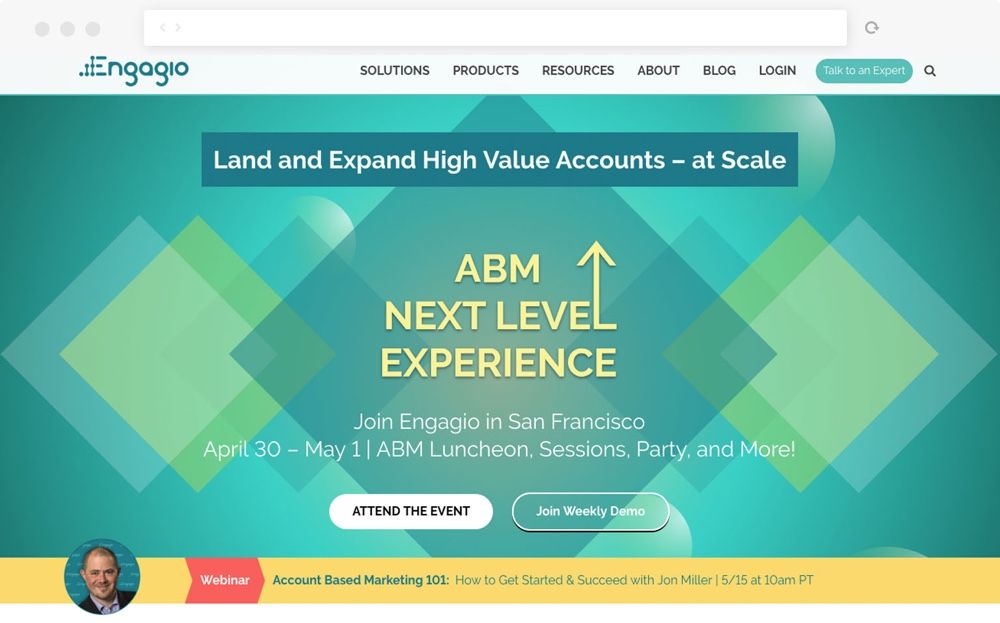 Engagio
SOLUTIONS PRODUCTS RESOURCES ABOUT BLOG LOGIN Talk to an Expert
Land and Expand High Value Accounts – at Scale
ABM
NEXT LEVEL
EXPERIENCE
Join Engagio in San Francisco
April 30 – May 1 | ABM Luncheon, Sessions, Party, and More!
ATTEND THE EVENT Join Weekly Demo
Webinar Account Based Marketing 101: How to Get Started & Succeed with Jon Miller | 5/15 at 10am PT